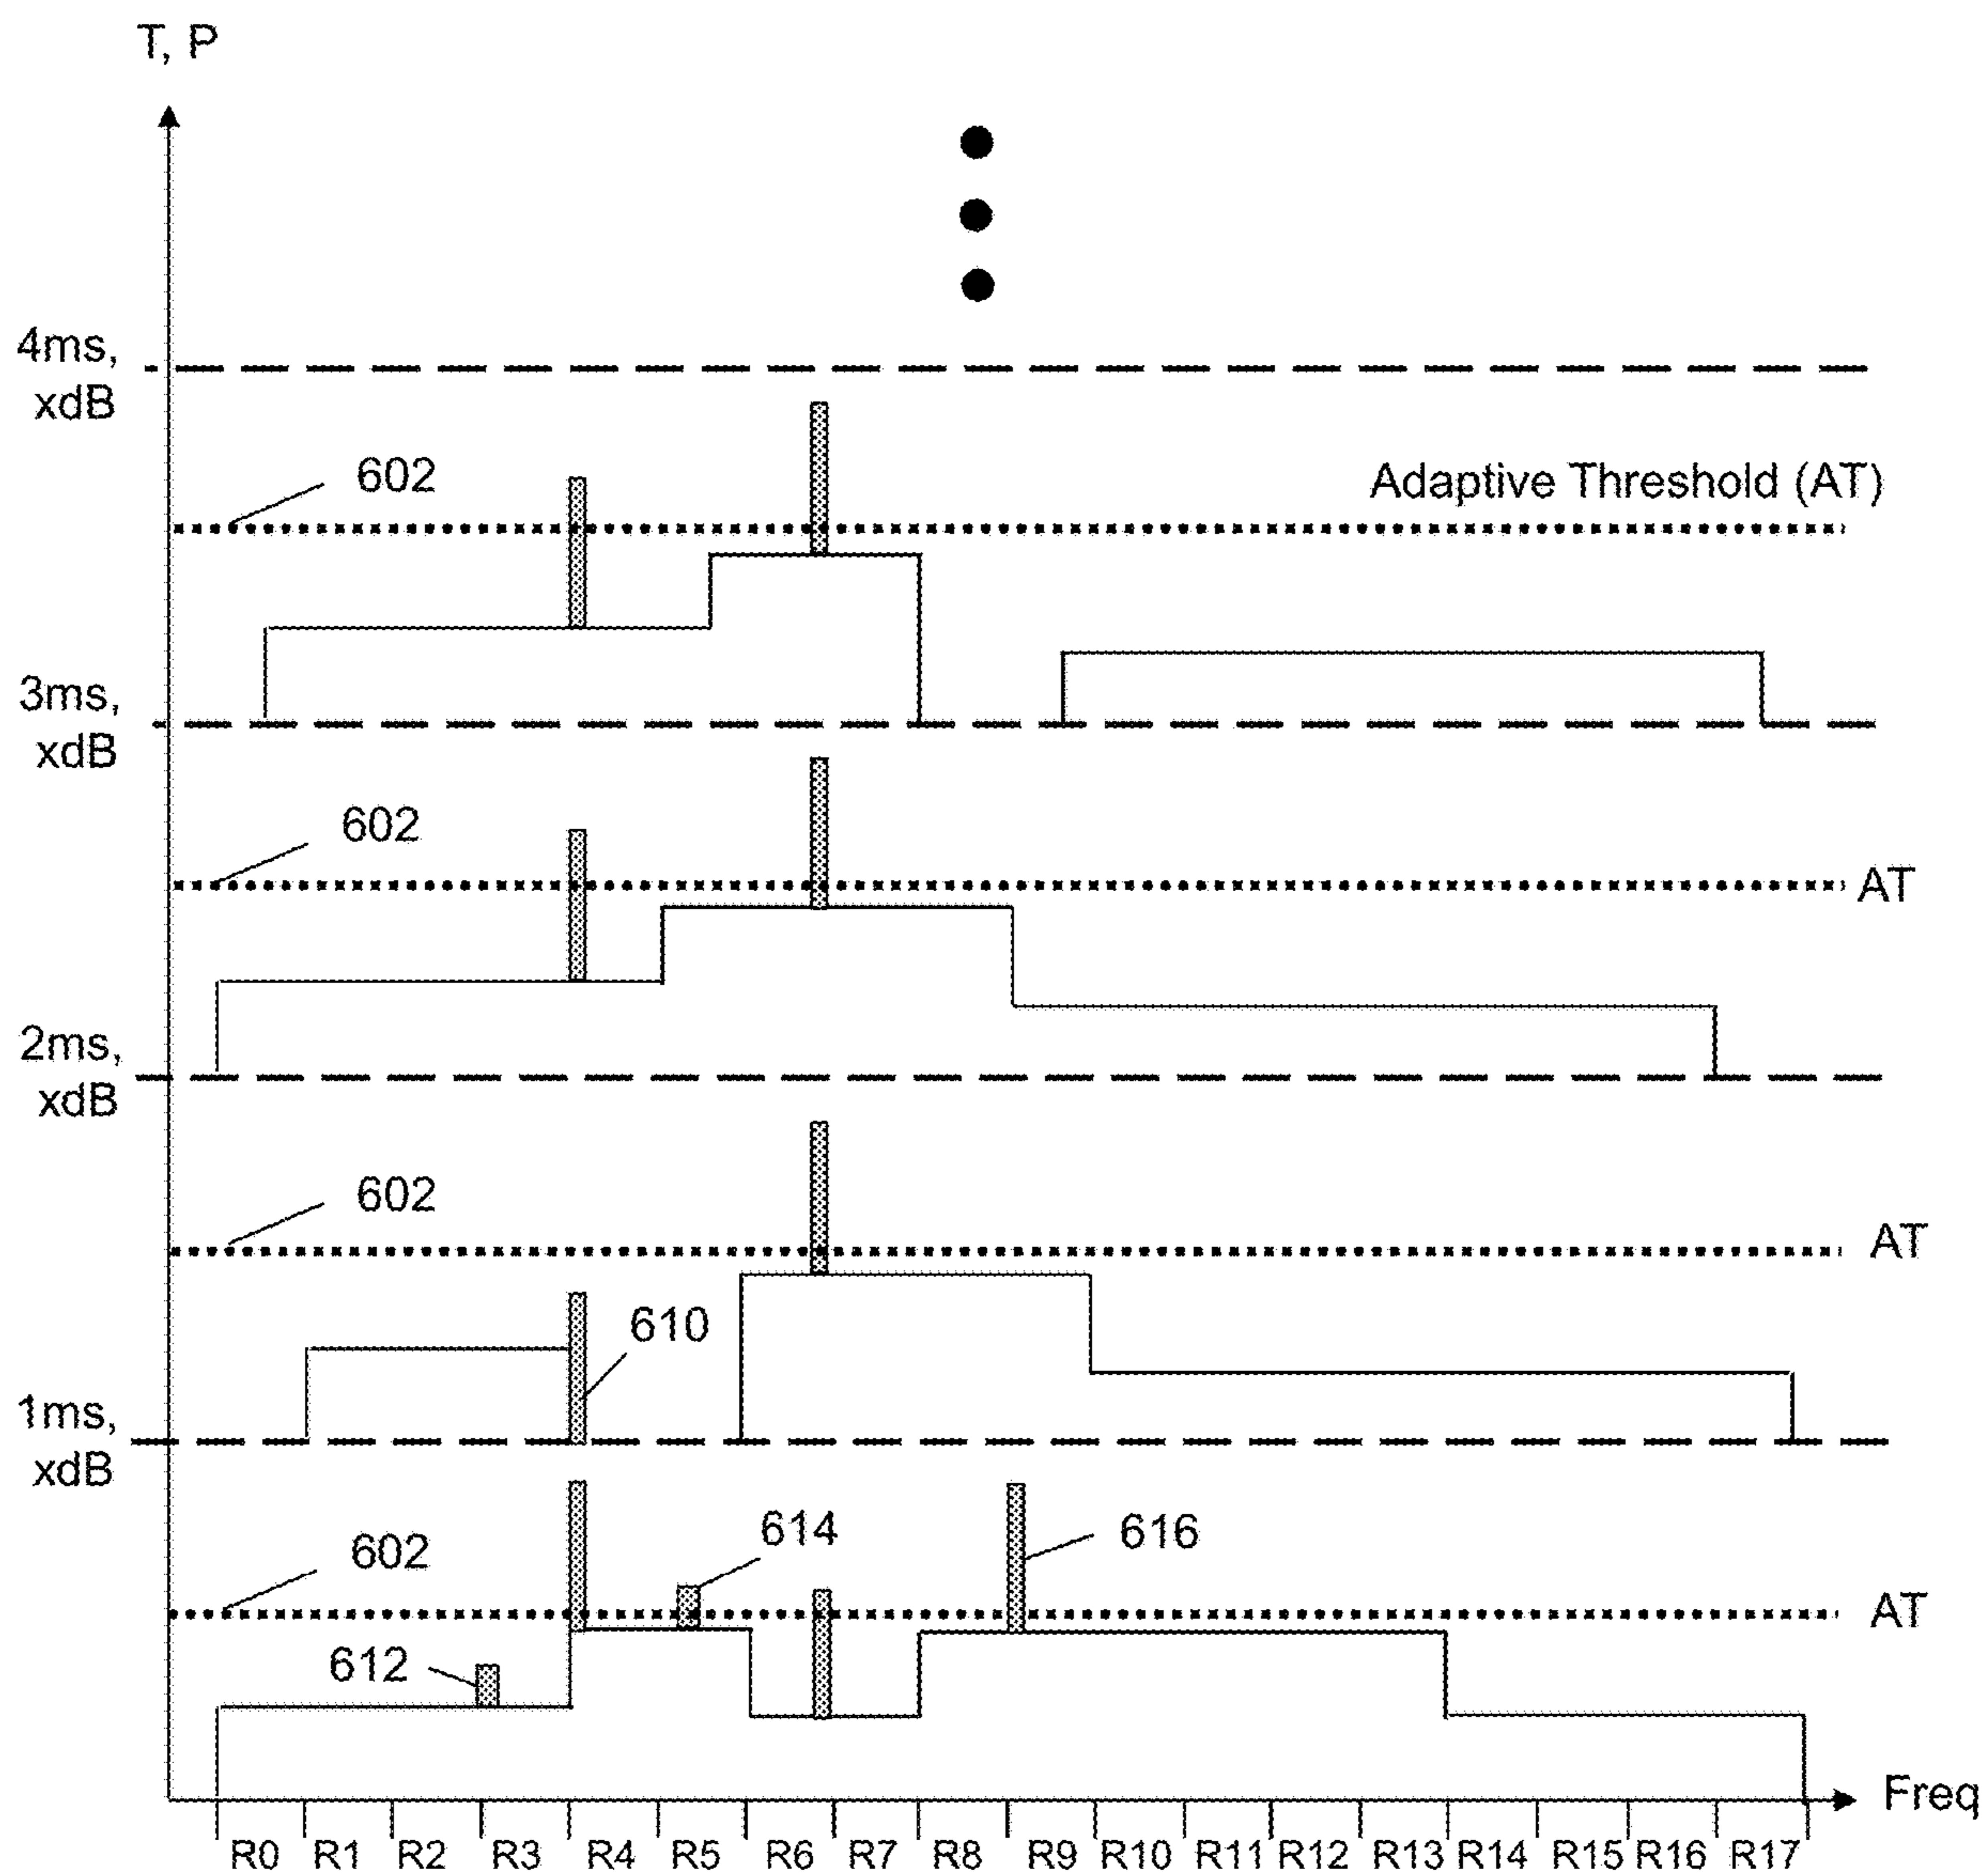 T, P
4ms,
xdB
602
Adaptive Threshold (AT)
3ms,
xdB
602
AT
2ms,
xdB
602
AT
610
1ms,
xdB
602
614
616
AT
612
Freq
R0 R1 R2 R3 R4 R5 R6 R7 R8 R9 R10 R11 R12 R13 R14 R15 R16 R17